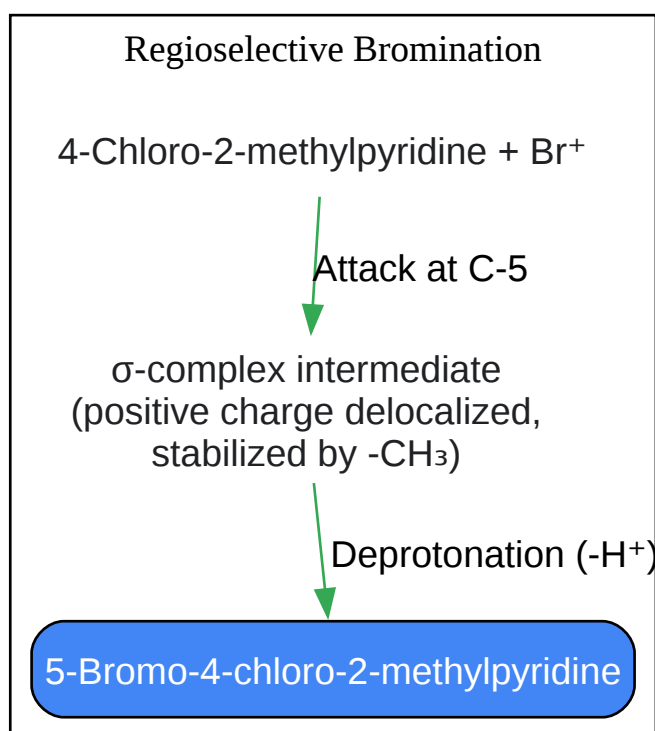 Regioselective Bromination
4-Chloro-2-methylpyridine + Br⁺
Attack at C-5
σ-complex intermediate
(positive charge delocalized,
stabilized by -CH₃)
Deprotonation (-H⁺)
5-Bromo-4-chloro-2-methylpyridine